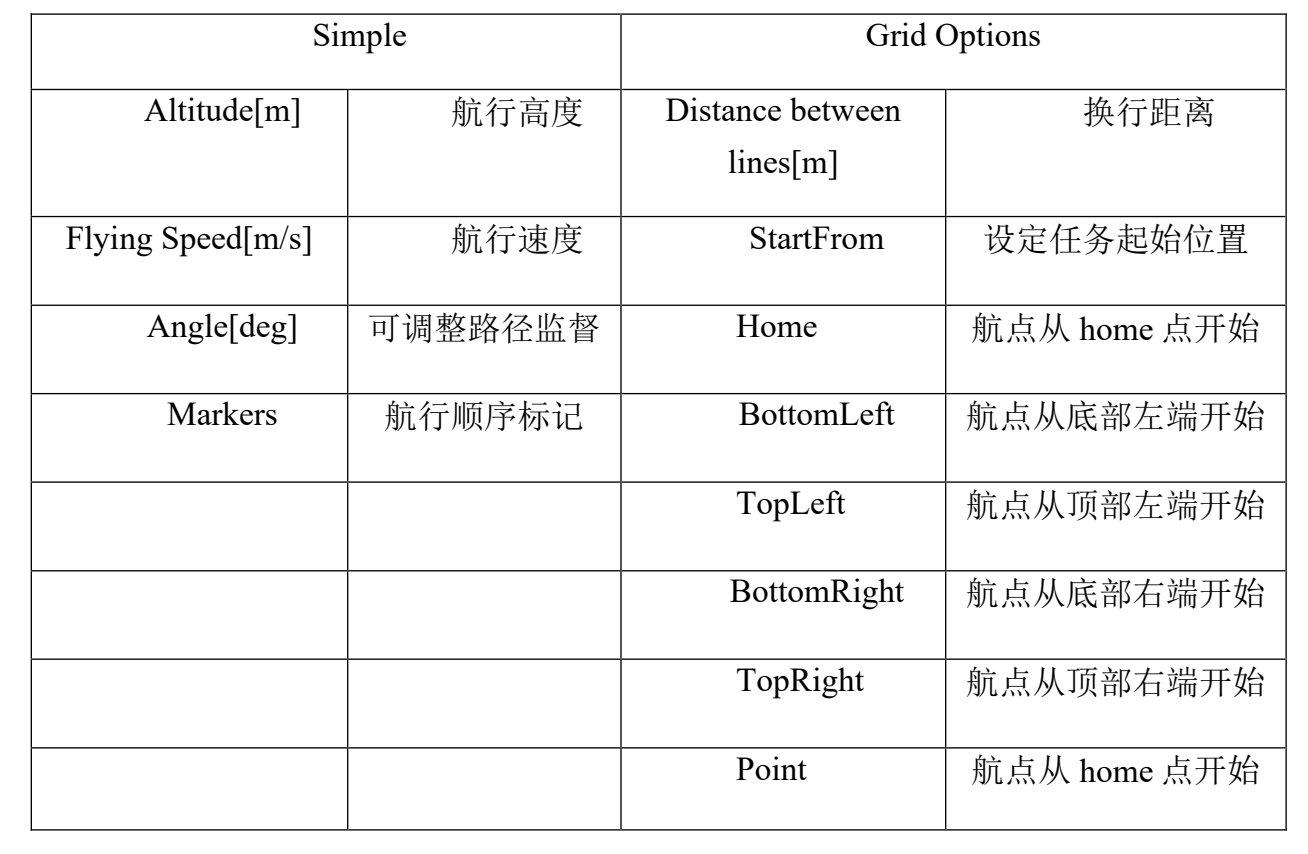 Simple
Grid Options
Altitude[m]
航行高度
Distance between
lines[m]
换行距离
Flying Speed[m/s]
航行速度
StartFrom
设定任务起始位置
Angle[deg]
可调整路径监督
Home
航点从 home 点开始
Markers
航行顺序标记
BottomLeft
航点从底部左端开始
TopLeft
航点从顶部左端开始
BottomRight
航点从底部右端开始
TopRight
航点从顶部右端开始
Point
航点从 home 点开始